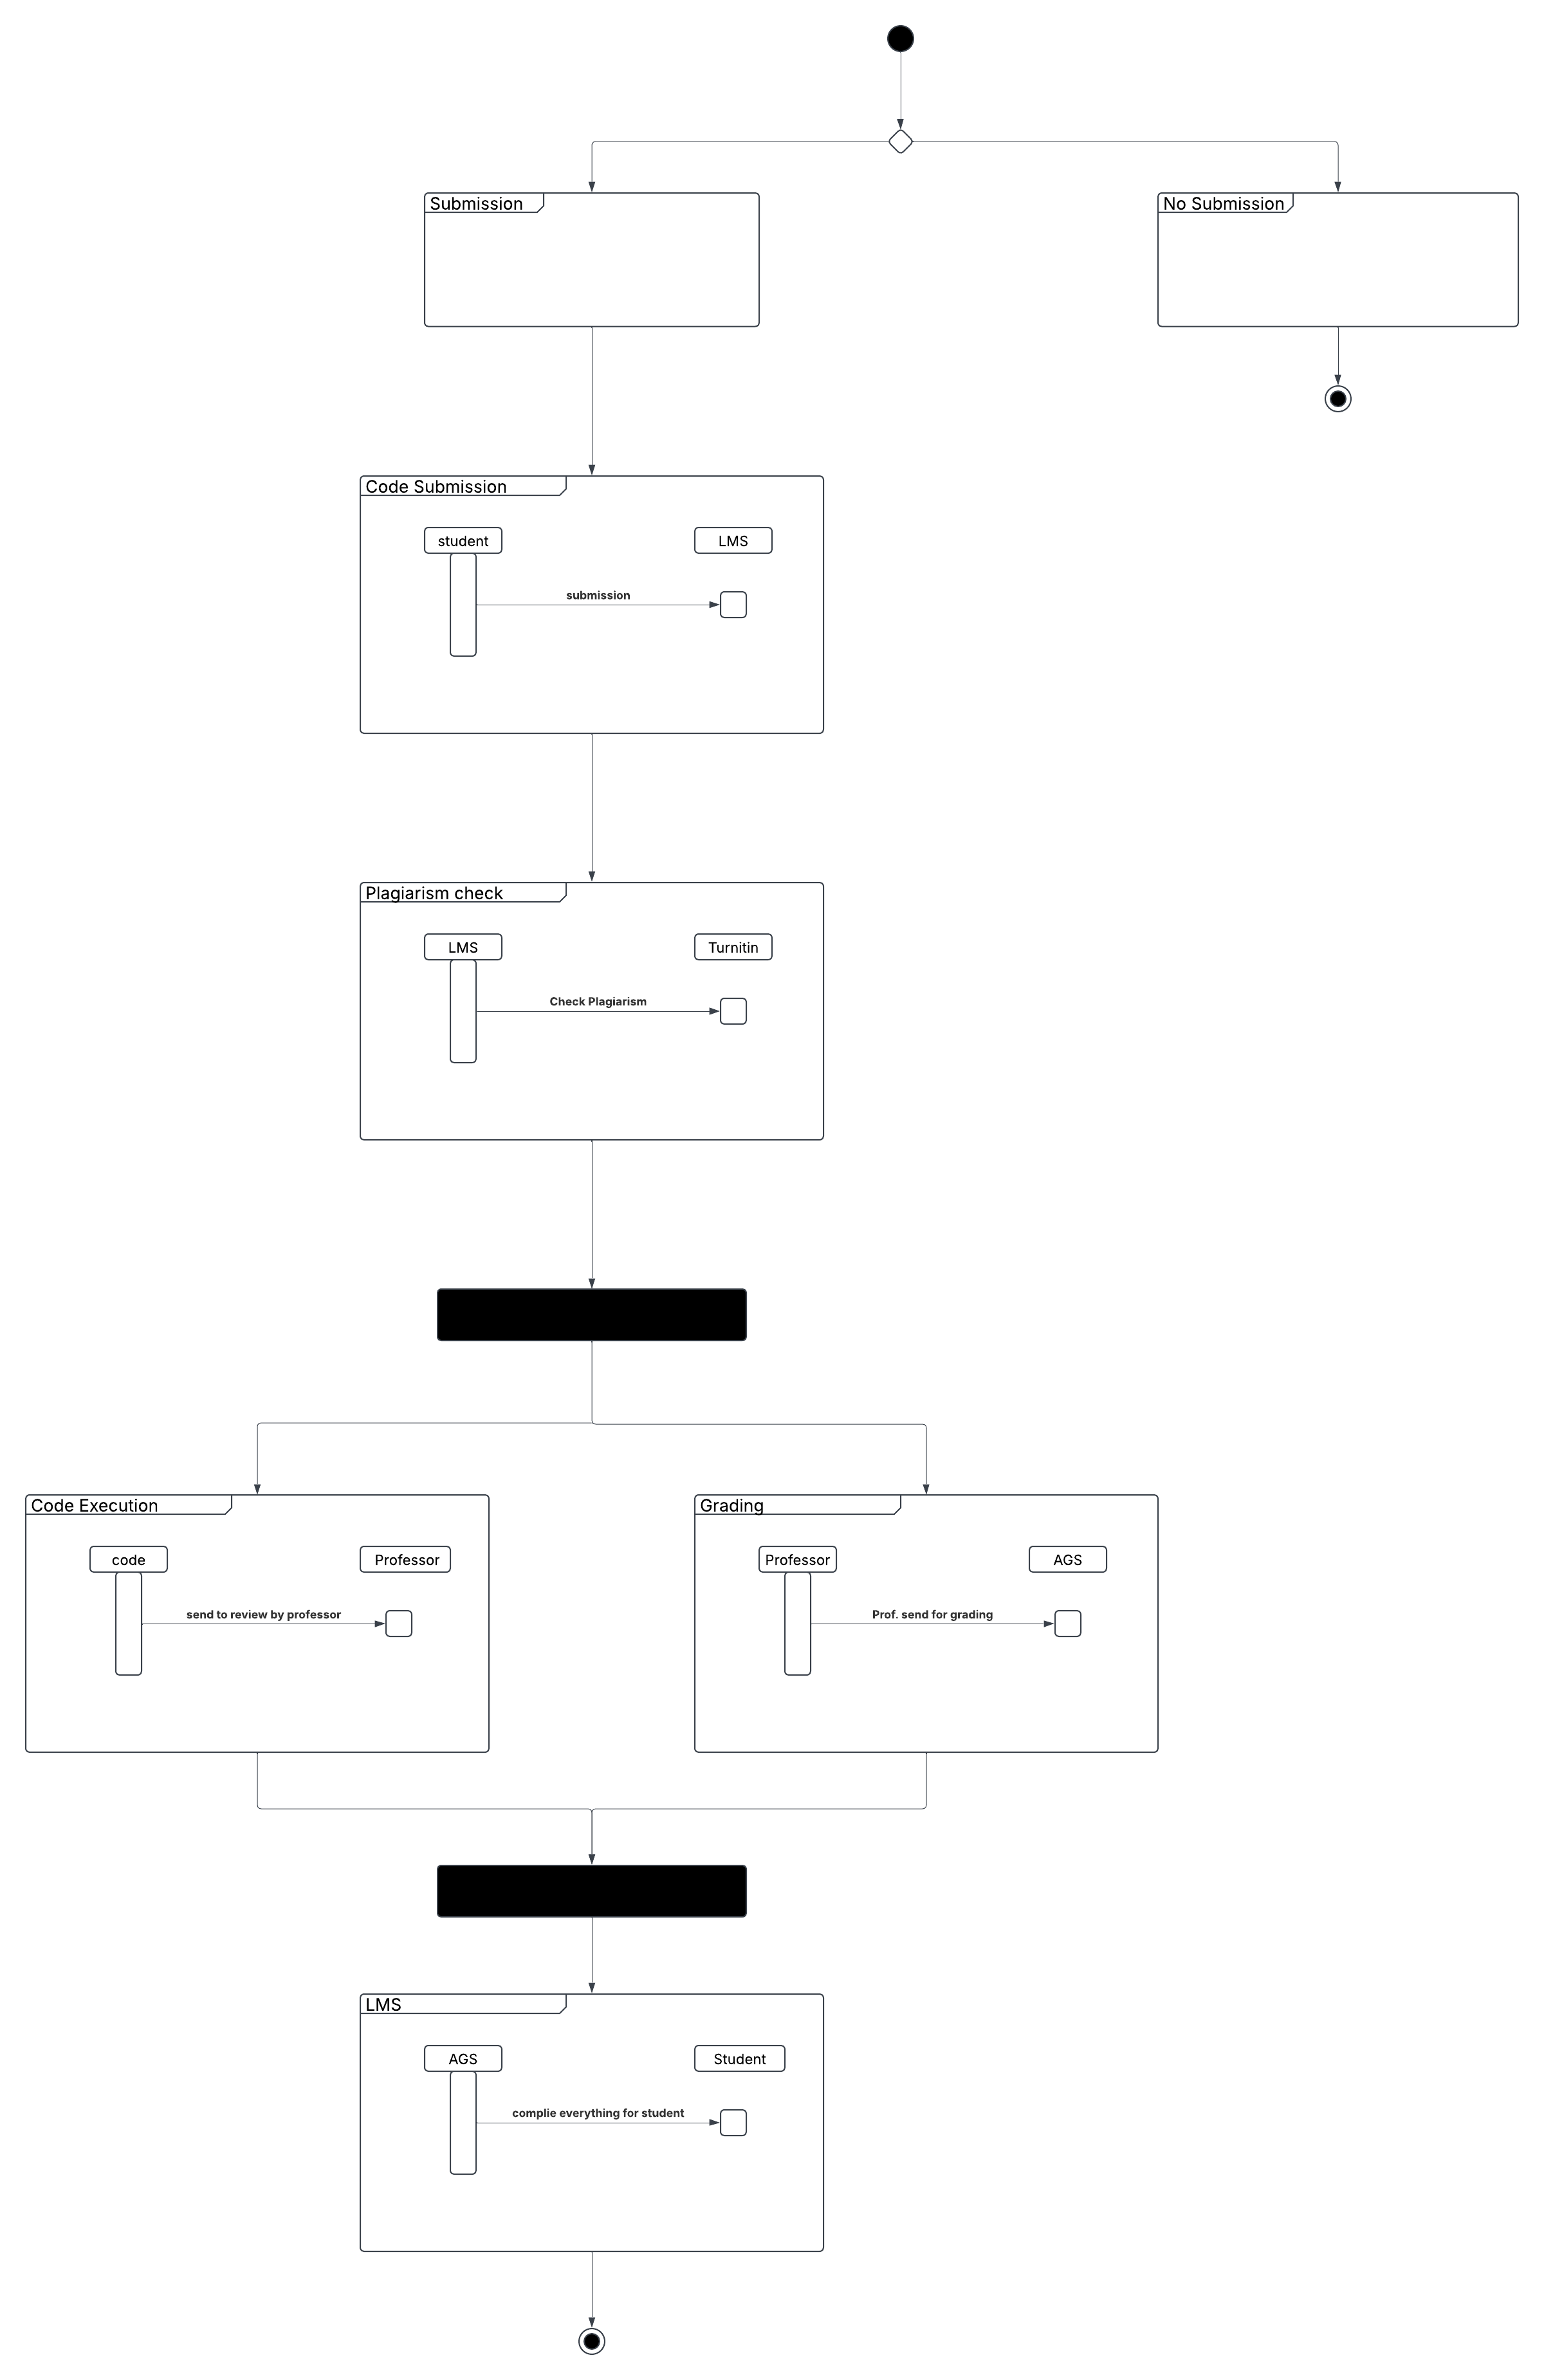 Submission
No Submission
Code Submission
student
LMS
submission
Plagiarism check
LMS
Turnitin
Check Plagiarism
Code Execution
code
Professor
send to review by professor
Grading
Professor
AGS
Prof. send for grading
LMS
AGS
Student
complie everything for student